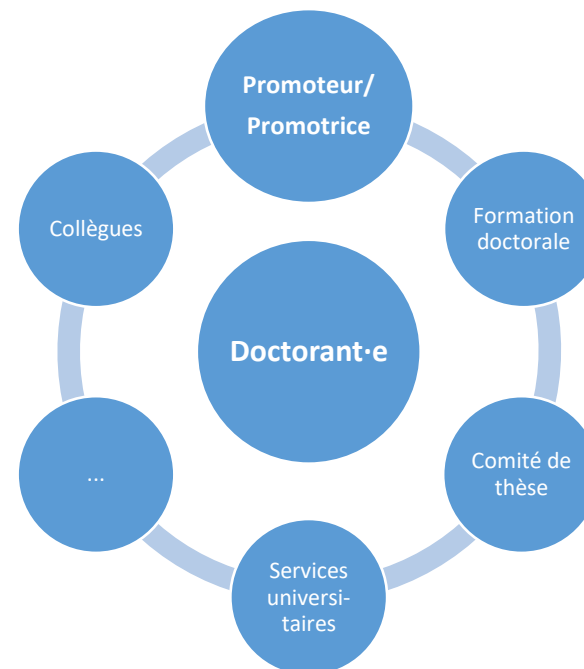 Promoteur/
Promotrice
Formation
doctorale
Collègues
Doctorant·e
Comité de
thèse
...
Services
universi-
taires